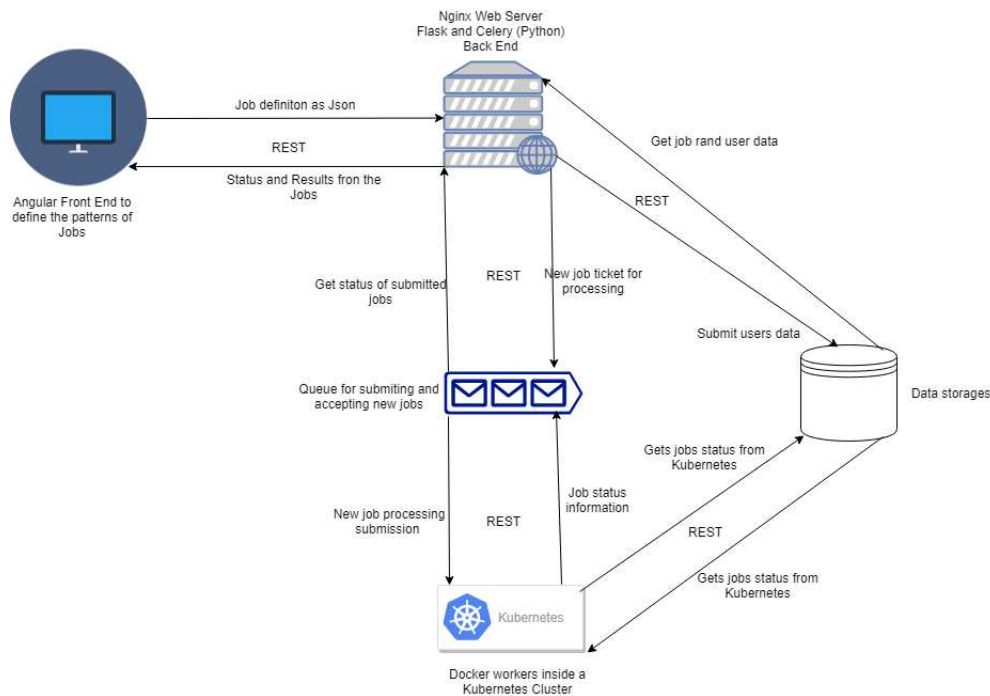 Nginx Web Server
Flask and Celery (Python)
Back End
Job definiton as Json
REST
Status and Results fron the
Jobs
Angular Front End to
define the patterns of
Jobs
Get job rand user data
REST
Get status of submitted
jobs
REST
New job ticket for
processing
Submit users data
Queue for submiting and
accepting new jobs
Data storages
Gets jobs status from
Kubernetes
New job processing
submission
REST
Job status
information
REST
Gets jobs status from
Kubernetes
Kubernetes
Docker workers inside a
Kubernetes Cluster